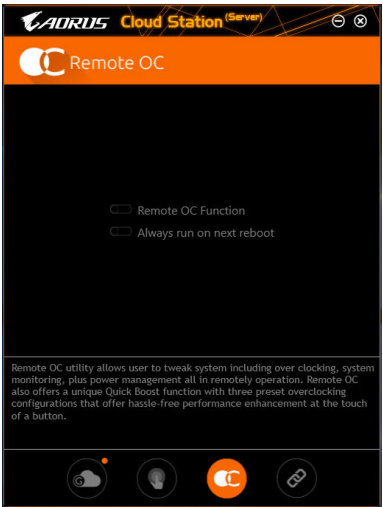 AORUS Cloud Station (Server)
Remote OC
Remote OC Function
Always run on next reboot
Remote OC utility allows user to tweak system including over clocking, system
monitoring, plus power management all in remotely operation. Remote OC
also offers a unique Quick Boost function with three preset overclocking
configurations that offer hassle-free performance enhancement at the touch
of a button.
G